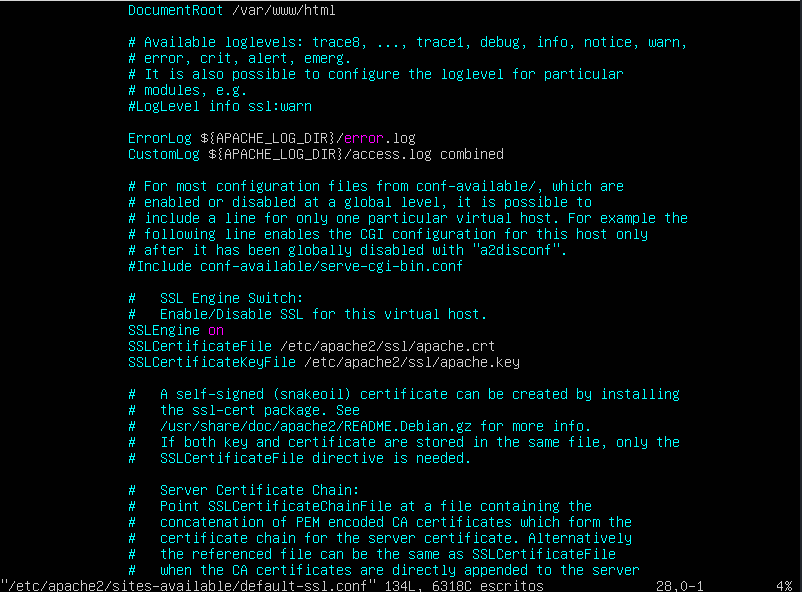 DocumentRoot /var/www/html
# Available loglevels: trace8, ..., trace1, debug, info, notice, warn,
# error, crit, alert, emerg.
# It is also possible to configure the loglevel for particular
# modules, e.g.
#LogLevel info ssl:warn
ErrorLog ${APACHE_LOG_DIR}/error.log
CustomLog ${APACHE_LOG_DIR}/access.log combined
# For most configuration files from conf-available/, which are
# enabled or disabled at a global level, it is possible to
# include a line for only one particular virtual host. For example the
# following line enables the CGI configuration for this host only
# after it has been globally disabled with "a2disconf".
#Include conf-available/serve-cgi-bin.conf
#   SSL Engine Switch:
#   Enable/Disable SSL for this virtual host.
SSLEngine on
SSLCertificateFile /etc/apache2/ssl/apache.crt
SSLCertificateKeyFile /etc/apache2/ssl/apache.key
#   A self-signed (snakeoil) certificate can be created by installing
#   the ssl-cert package. See
#   /usr/share/doc/apache2/README.Debian.gz for more info.
#   If both key and certificate are stored in the same file, only the
#   SSLCertificateFile directive is needed.
#   Server Certificate Chain:
#   Point SSLCertificateChainFile at a file containing the
#   concatenation of PEM encoded CA certificates which form the
#   certificate chain for the server certificate. Alternatively
#   the referenced file can be the same as SSLCertificateFile
#   when the CA certificates are directly appended to the server
"/etc/apache2/sites-available/default-ssl.conf" 134L, 6318C escritos 28,0-1 4%